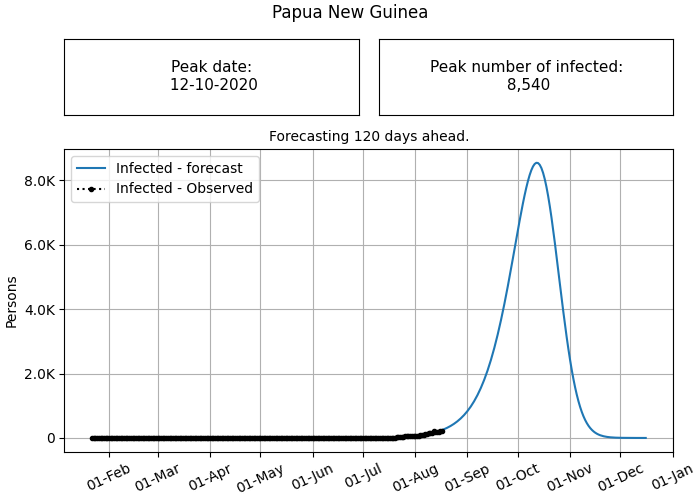 Papua New Guinea
Peak date:
12-10-2020
Peak number of infected:
8,540
Forecasting 120 days ahead.
Infected - forecast
Infected - Observed
8.0K
6.0K
4.0K
2.0K
0
Persons
01-Feb
01-Mar
01-Apr
01-May
01-Jun
01-Jul
01-Aug
01-Sep
01-Oct
01-Nov
01-Dec
01-Jan